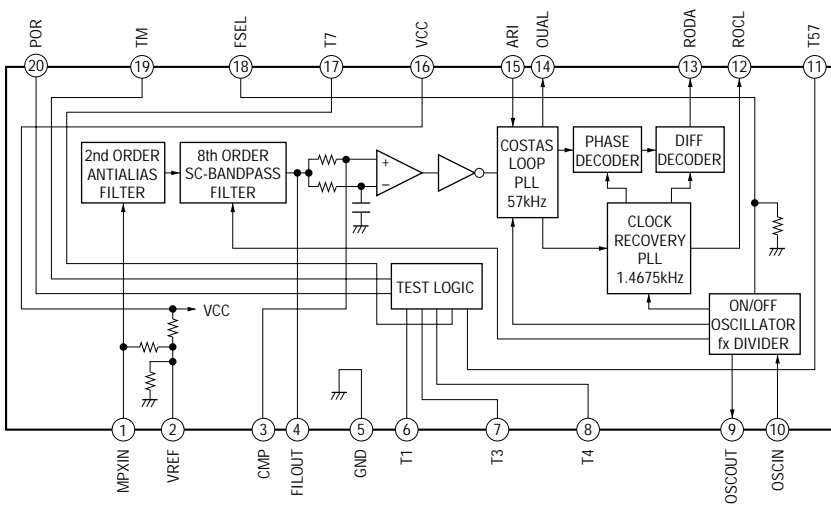 POR
TM
FSEL
T7
VCC
ARI
OUAL
RODA
ROCL
T57
20
19
18
17
16
15
14
13
12
11
2nd ORDER
ANTIALIAS
FILTER
8th ORDER
SC-BANDPASS
FILTER
+
−
COSTAS
LOOP
PLL
57kHz
PHASE
DECODER
DIFF
DECODER
CLOCK
RECOVERY
PLL
1.4675kHz
TEST LOGIC
VCC
ON/OFF
OSCILLATOR
fx DIVIDER
1
2
3
4
5
6
7
8
9
10
MPXIN
VREF
CMP
FILOUT
GND
T1
T3
T4
OSCOUT
OSCIN